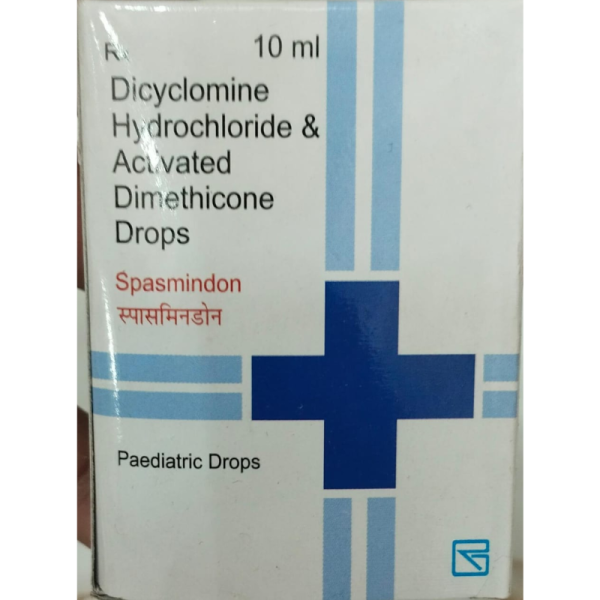 Rx 10 ml
Dicyclomine
Hydrochloride &
Activated
Dimethicone
Drops
Spasmindon
स्पासमिनडोन
Paediatric Drops